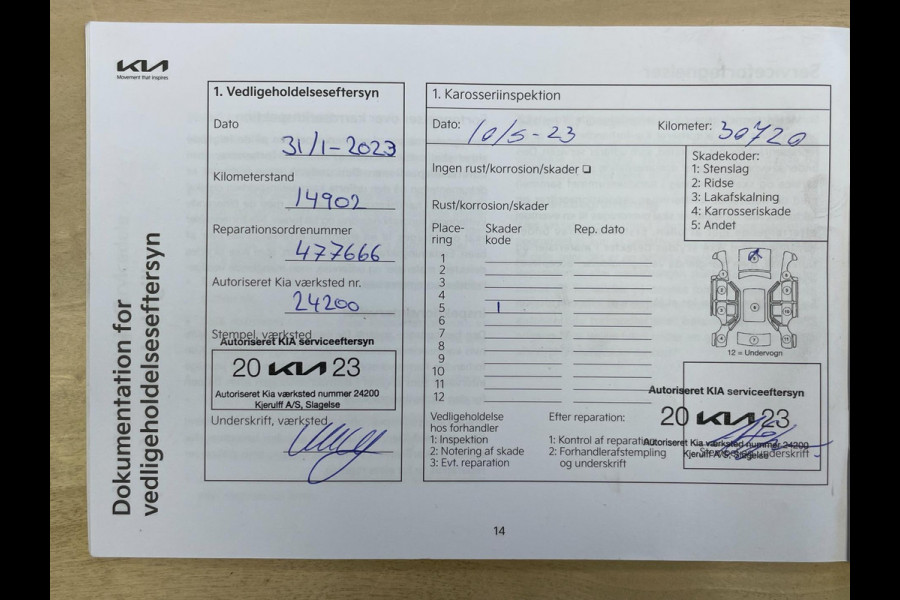 KIA
Movement that inspires
Dokumentation for
vedligeholdelseseftersyn
1. Vedligeholdelseseftersyn
Dato
31/1-2023
Kilometerstand
14902
Reparationsordrenummer
477666
Autoriseret Kia værksted nr.
24200
Stempel, værksted
Autoriseret KIA serviceeftersyn
20 KIA 23
Autoriseret Kia værksted nummer 24200
Kjerulff A/S, Slagelse
Underskrift, værksted
1. Karosseriinspektion
Dato: 10/5-23
Kilometer: 30720
Ingen rust/korrosion/skader
Rust/korrosion/skader
Skadekoder:
1: Stenslag
2: Ridse
3: Lakafskalning
4: Karrosseriskade
5: Andet
Place-
ring
Skader
kode
Rep. dato
1
2
3
4
5 1
6
7
8
9
10
11
12
12 = Undervogn
Vedligeholdelse
hos forhandler
1: Inspektion
2: Notering af skade
3: Evt. reparation
Efter reparation:
1: Kontrol af reparation
2: Forhandlerafstempling
og underskrift
Autoriseret KIA serviceeftersyn
20 KIA 23
Autoriseret Kia værksted nummer 24200
Kjerulff A/S, Slagelse
underskrift
14